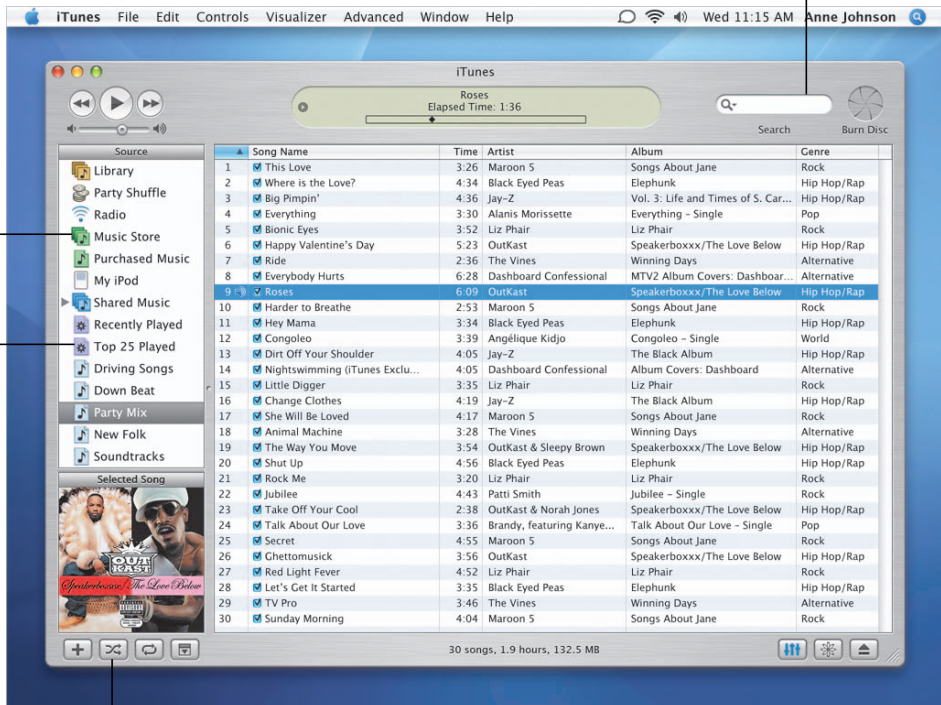 iTunes File Edit Controls Visualizer Advanced Window Help Wed 11:15 AM Anne Johnson
iTunes
Roses
Elapsed Time: 1:36
Search Burn Disc
Source
Library
Party Shuffle
Radio
Music Store
Purchased Music
My iPod
Shared Music
Recently Played
Top 25 Played
Driving Songs
Down Beat
Party Mix
New Folk
Soundtracks
Selected Song
OUTKAST
Speakerboxxx/The Love Below
Song Name Time Artist Album Genre
1 This Love 3:26 Maroon 5 Songs About Jane Rock
2 Where is the Love? 4:34 Black Eyed Peas Elephunk Hip Hop/Rap
3 Big Pimpin' 4:36 Jay-Z Vol. 3: Life and Times of S. Car... Hip Hop/Rap
4 Everything 3:30 Alanis Morissette Everything – Single Pop
5 Bionic Eyes 3:52 Liz Phair Liz Phair Rock
6 Happy Valentine's Day 5:23 OutKast Speakerboxxx/The Love Below Hip Hop/Rap
7 Ride 2:36 The Vines Winning Days Alternative
8 Everybody Hurts 6:28 Dashboard Confessional MTV2 Album Covers: Dashboar... Alternative
9 Roses 6:09 OutKast Speakerboxxx/The Love Below Hip Hop/Rap
10 Harder to Breathe 2:53 Maroon 5 Songs About Jane Rock
11 Hey Mama 3:34 Black Eyed Peas Elephunk Hip Hop/Rap
12 Congoleo 3:39 Angélique Kidjo Congoleo – Single World
13 Dirt Off Your Shoulder 4:05 Jay-Z The Black Album Hip Hop/Rap
14 Nightswimming (iTunes Exclu... 4:05 Dashboard Confessional Album Covers: Dashboard Alternative
15 Little Digger 3:35 Liz Phair Liz Phair Rock
16 Change Clothes 4:19 Jay-Z The Black Album Hip Hop/Rap
17 She Will Be Loved 4:17 Maroon 5 Songs About Jane Rock
18 Animal Machine 3:28 The Vines Winning Days Alternative
19 The Way You Move 3:54 OutKast & Sleepy Brown Speakerboxxx/The Love Below Hip Hop/Rap
20 Shut Up 4:56 Black Eyed Peas Elephunk Hip Hop/Rap
21 Rock Me 3:20 Liz Phair Liz Phair Rock
22 Jubilee 4:43 Patti Smith Jubilee – Single Rock
23 Take Off Your Cool 2:38 OutKast & Norah Jones Speakerboxxx/The Love Below Hip Hop/Rap
24 Talk About Our Love 3:36 Brandy, featuring Kanye... Talk About Our Love – Single Pop
25 Secret 4:55 Maroon 5 Songs About Jane Rock
26 Ghettomusick 3:56 OutKast Speakerboxxx/The Love Below Hip Hop/Rap
27 Red Light Fever 4:52 Liz Phair Liz Phair Rock
28 Let's Get It Started 3:35 Black Eyed Peas Elephunk Hip Hop/Rap
29 TV Pro 3:46 The Vines Winning Days Alternative
30 Sunday Morning 4:04 Maroon 5 Songs About Jane Rock
30 songs, 1.9 hours, 132.5 MB